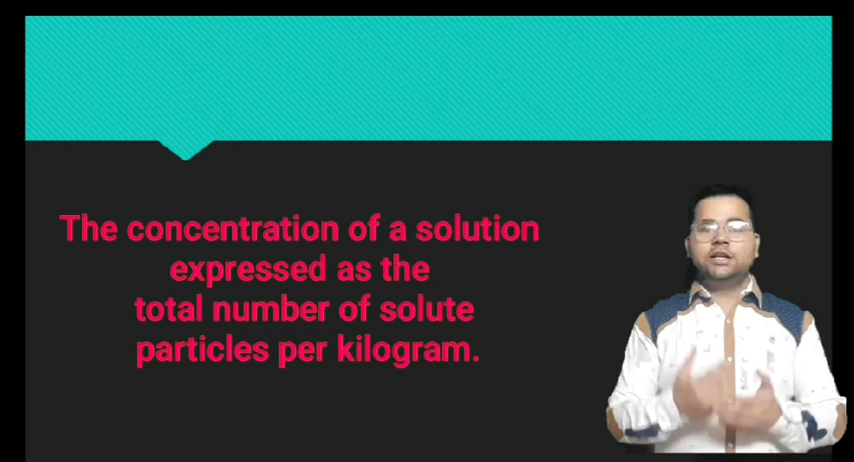 The concentration of a solution
expressed as the
total number of solute
particles per kilogram.